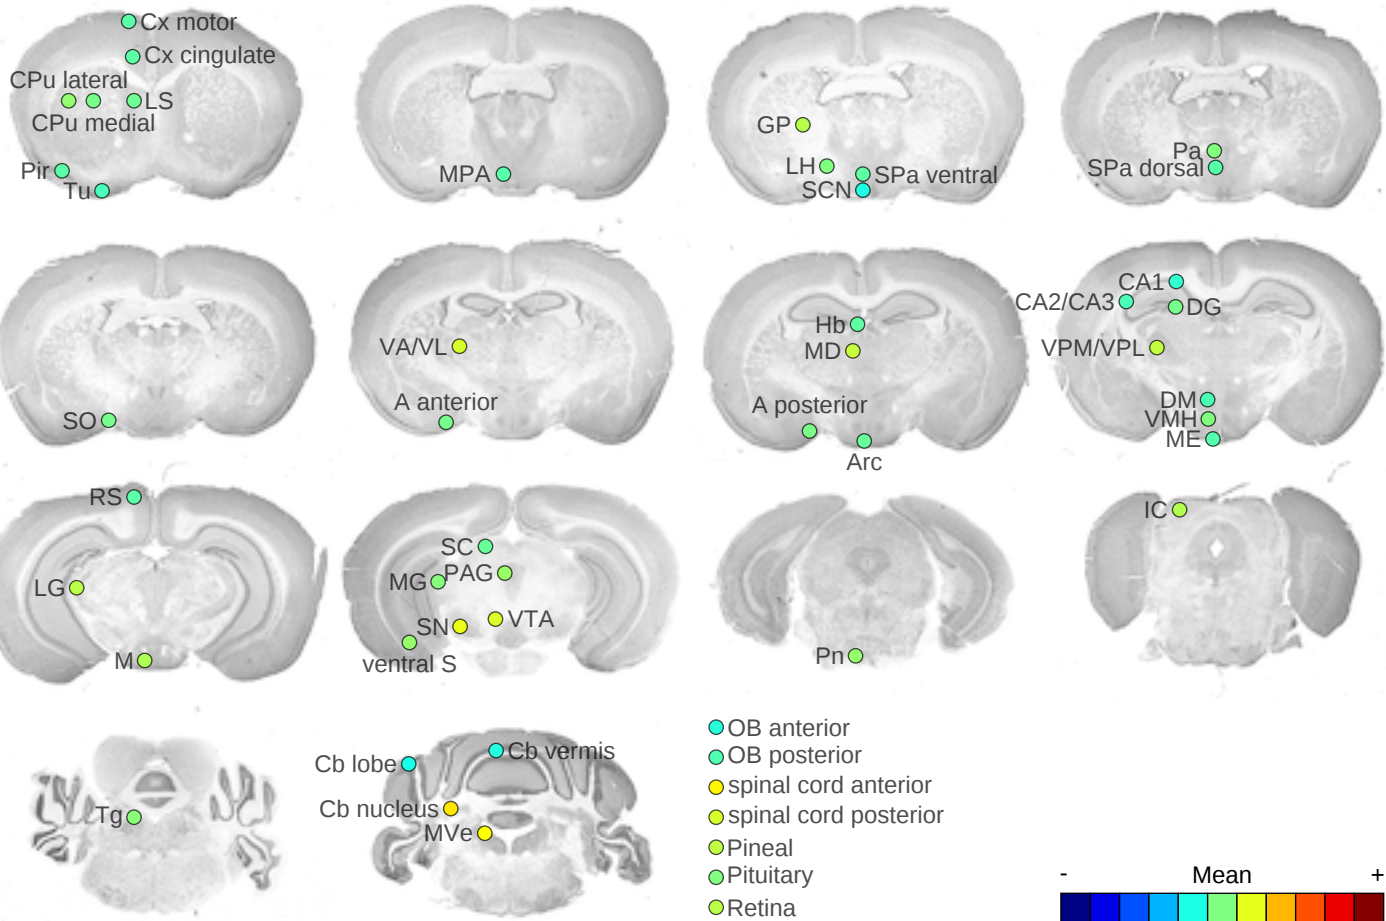 Cx motor
Cx cingulate
CPu lateral
LS
CPu medial
Pir
Tu
MPA
GP
LH
SPa ventral
SCN
Pa
SPa dorsal
SO
VA/VL
A anterior
Hb
MD
A posterior
Arc
CA1
CA2/CA3
DG
VPM/VPL
DM
VMH
ME
RS
LG
M
SC
MG
PAG
SN
VTA
ventral S
Pn
IC
Tg
Cb lobe
Cb vermis
Cb nucleus
MVe
OB anterior
OB posterior
spinal cord anterior
spinal cord posterior
Pineal
Pituitary
Retina
- Mean +